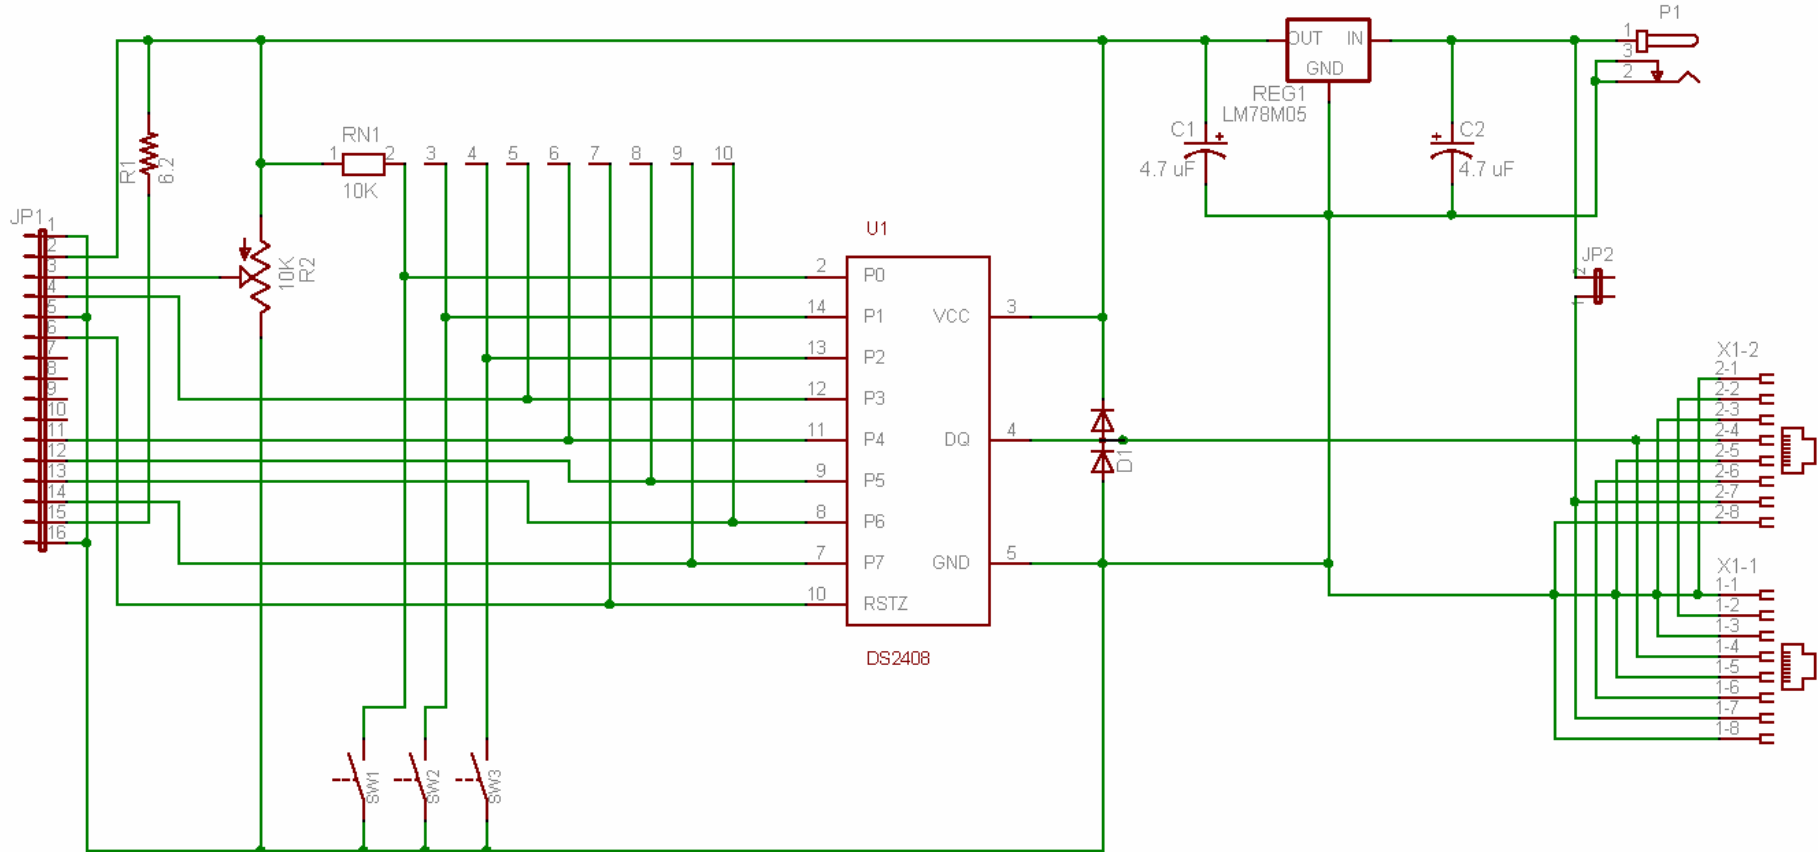 P1
1
3
2
OUT IN
GND
REG1
LM78M05
C1
+
4.7 uF
C2
+
4.7 uF
RN1
1 2 3 4 5 6 7 8 9 10
10K
R1
6.2
JP1
1
2
3
4
5
6
7
8
9
10
11
12
13
14
15
16
10K
R2
U1
2 P0
14 P1
13 P2
12 P3
11 P4
9 P5
8 P6
7 P7
10 RSTZ
VCC 3
DQ 4
GND 5
DS2408
D1
JP2
2
1
X1-2
2-1
2-2
2-3
2-4
2-5
2-6
2-7
2-8
X1-1
1-1
1-2
1-3
1-4
1-5
1-6
1-7
1-8
SW1
SW2
SW3